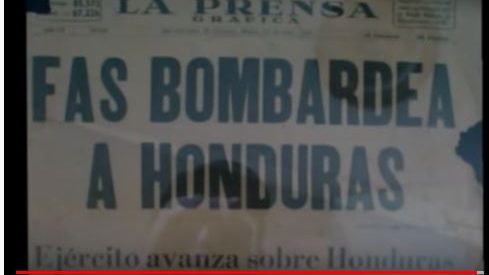 LA PRENSA
GRAFICA
FAS BOMBARDEA
A HONDURAS
Ejército avanza sobre Honduras